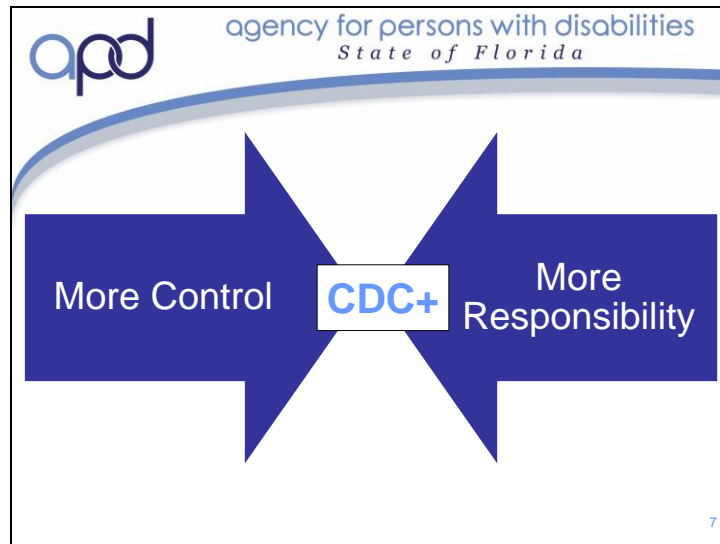 apd
agency for persons with disabilities
State of Florida
More Control
CDC+
More
Responsibility
7